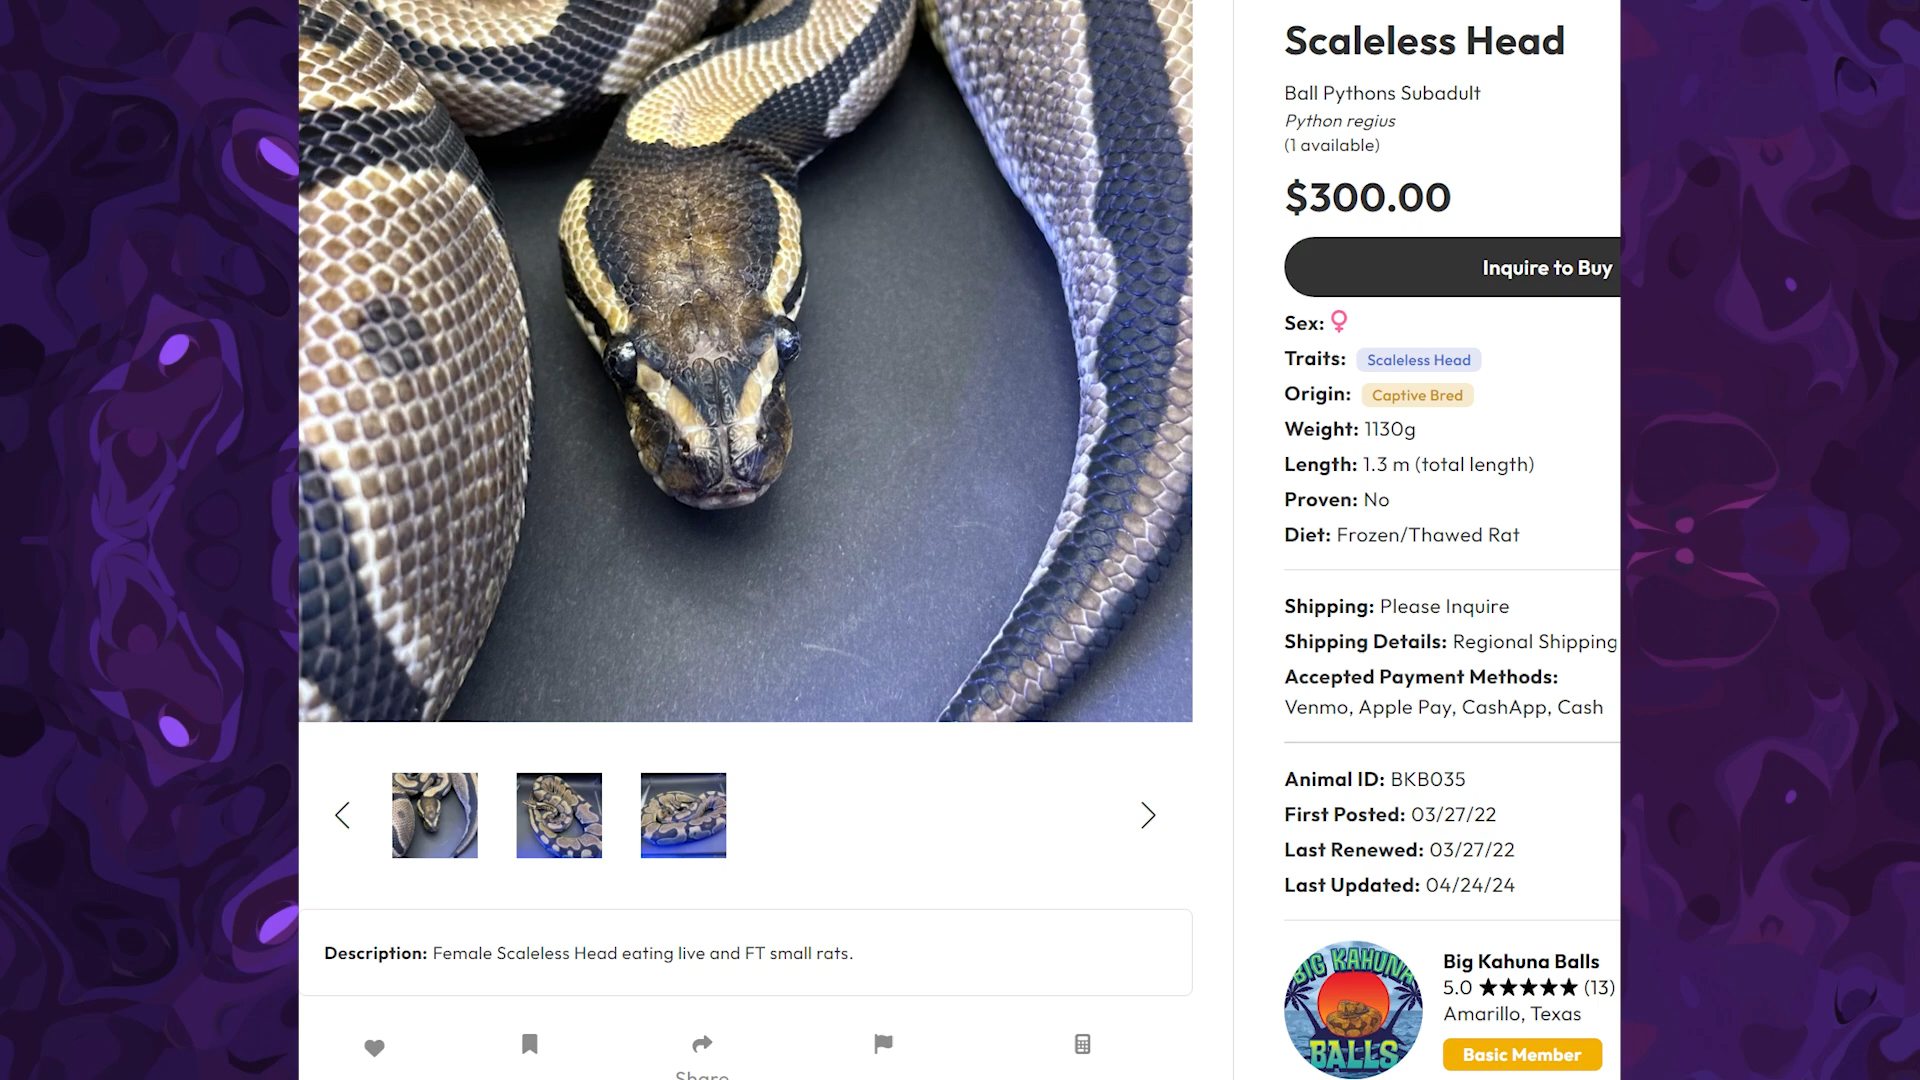 Scaleless Head
Ball Pythons Subadult
Python regius
(1 available)
$300.00
Inquire to Buy
Sex: ♀
Traits: Scaleless Head
Origin: Captive Bred
Weight: 1130g
Length: 1.3 m (total length)
Proven: No
Diet: Frozen/Thawed Rat
Shipping: Please Inquire
Shipping Details: Regional Shipping
Accepted Payment Methods:
Venmo, Apple Pay, CashApp, Cash
Animal ID: BKB035
First Posted: 03/27/22
Last Renewed: 03/27/22
Last Updated: 04/24/24
Description: Female Scaleless Head eating live and FT small rats.
Share
BIG KAHUNA
BALLS
Big Kahuna Balls
5.0 ★★★★★ (13)
Amarillo, Texas
Basic Member